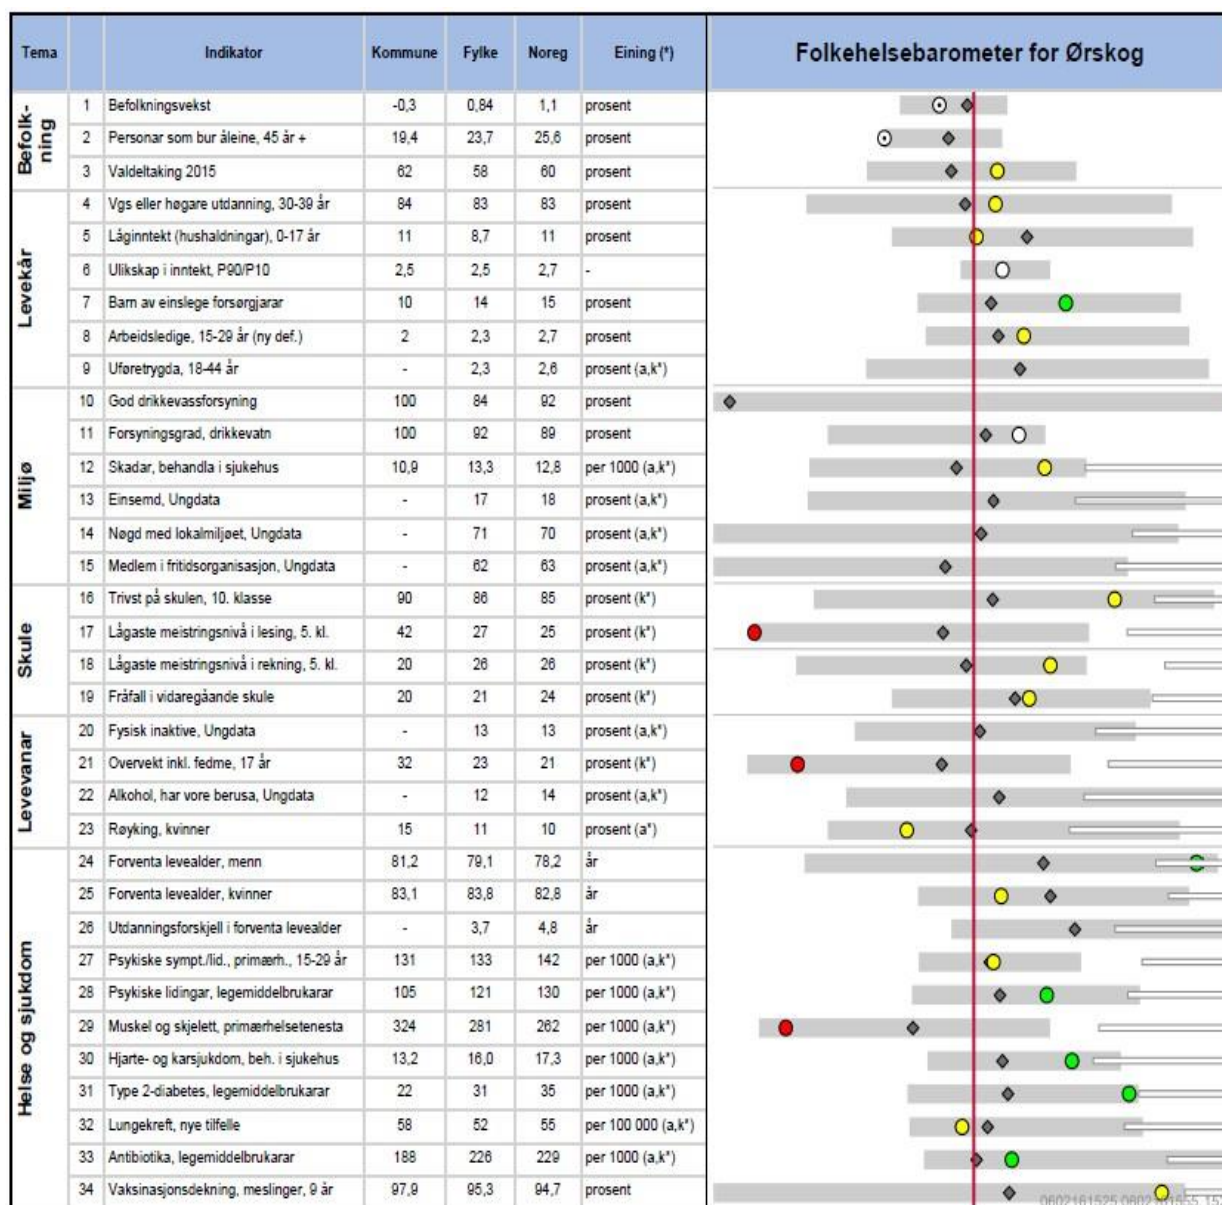 Tema Indikator Kommune Fylke Noreg Eining (*) Folkehelsebarometer for Ørskog
Befolk-
ning
1 Befolkningsvekst -0,3 0,84 1,1 prosent
2 Personar som bur åleine, 45 år + 19,4 23,7 25,6 prosent
3 Valdeltaking 2015 62 58 60 prosent
Levekår
4 Vgs eller høgare utdanning, 30-39 år 84 83 83 prosent
5 Låginntekt (hushaldningar), 0-17 år 11 8,7 11 prosent
6 Ulikskap i inntekt, P90/P10 2,5 2,5 2,7 -
7 Barn av einslege forsørgjarar 10 14 15 prosent
8 Arbeidsledige, 15-29 år (ny def.) 2 2,3 2,7 prosent
9 Uføretrygda, 18-44 år - 2,3 2,6 prosent (a,k*)
Miljø
10 God drikkevassforsyning 100 84 92 prosent
11 Forsyningsgrad, drikkevatn 100 92 89 prosent
12 Skadar, behandla i sjukehus 10,9 13,3 12,8 per 1000 (a,k*)
13 Einsemd, Ungdata - 17 18 prosent (a,k*)
14 Nøgd med lokalmiljøet, Ungdata - 71 70 prosent (a,k*)
15 Medlem i fritidsorganisasjon, Ungdata - 62 63 prosent (a,k*)
Skule
16 Trivst på skulen, 10. klasse 90 86 85 prosent (k*)
17 Lågaste meistringsnivå i lesing, 5. kl. 42 27 25 prosent (k*)
18 Lågaste meistringsnivå i rekning, 5. kl. 20 26 26 prosent (k*)
19 Fråfall i vidaregåande skule 20 21 24 prosent (k*)
Levevanar
20 Fysisk inaktive, Ungdata - 13 13 prosent (a,k*)
21 Overvekt inkl. fedme, 17 år 32 23 21 prosent (k*)
22 Alkohol, har vore berusa, Ungdata - 12 14 prosent (a,k*)
23 Røyking, kvinner 15 11 10 prosent (a*)
Helse og sjukdom
24 Forventa levealder, menn 81,2 79,1 78,2 år
25 Forventa levealder, kvinner 83,1 83,8 82,8 år
26 Utdanningsforskjell i forventa levealder - 3,7 4,8 år
27 Psykiske sympt./lid., primærh., 15-29 år 131 133 142 per 1000 (a,k*)
28 Psykiske lidingar, legemiddelbrukarar 105 121 130 per 1000 (a,k*)
29 Muskel og skjelett, primærhelsetenesta 324 281 262 per 1000 (a,k*)
30 Hjarte- og karsjukdom, beh. i sjukehus 13,2 16,0 17,3 per 1000 (a,k*)
31 Type 2-diabetes, legemiddelbrukarar 22 31 35 per 1000 (a,k*)
32 Lungekreft, nye tilfelle 58 52 55 per 100 000 (a,k*)
33 Antibiotika, legemiddelbrukarar 188 226 229 per 1000 (a,k*)
34 Vaksinasjonsdekning, meslinger, 9 år 97,9 95,3 94,7 prosent